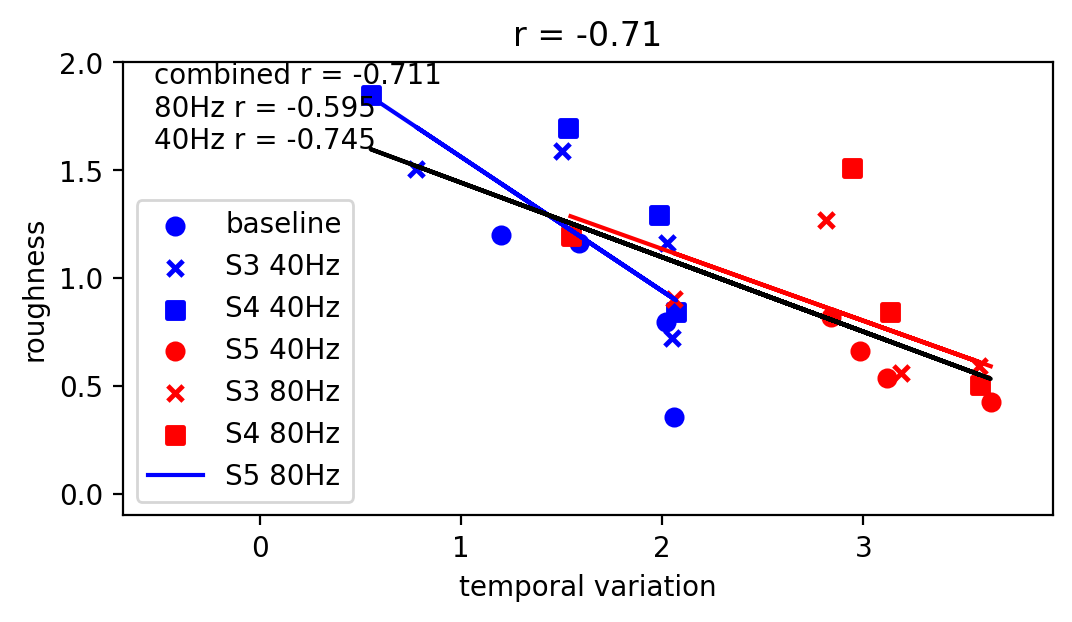 r = -0.71
combined r = -0.711
80Hz r = -0.595
40Hz r = -0.745
2.0
1.5
1.0
0.5
0.0
roughness
baseline
S3 40Hz
S4 40Hz
S5 40Hz
S3 80Hz
S4 80Hz
S5 80Hz
0 1 2 3
temporal variation